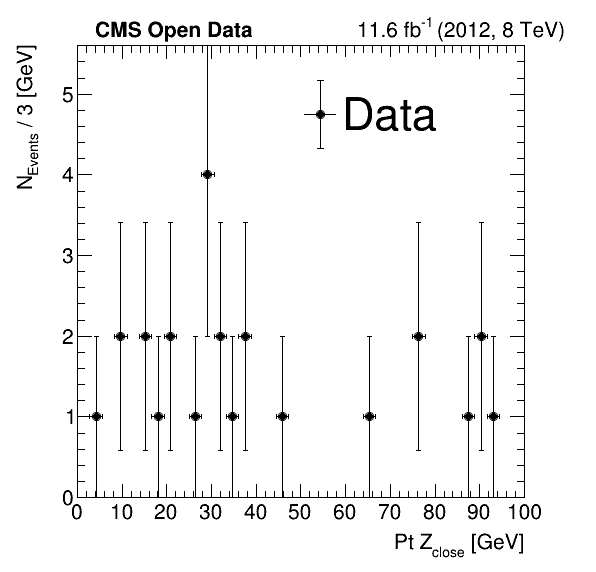 CMS Open Data 11.6 fb-1 (2012, 8 TeV)
NEvents / 3 [GeV]
Data
5
4
3
2
1
0
0 10 20 30 40 50 60 70 80 90 100
Pt Zclose [GeV]